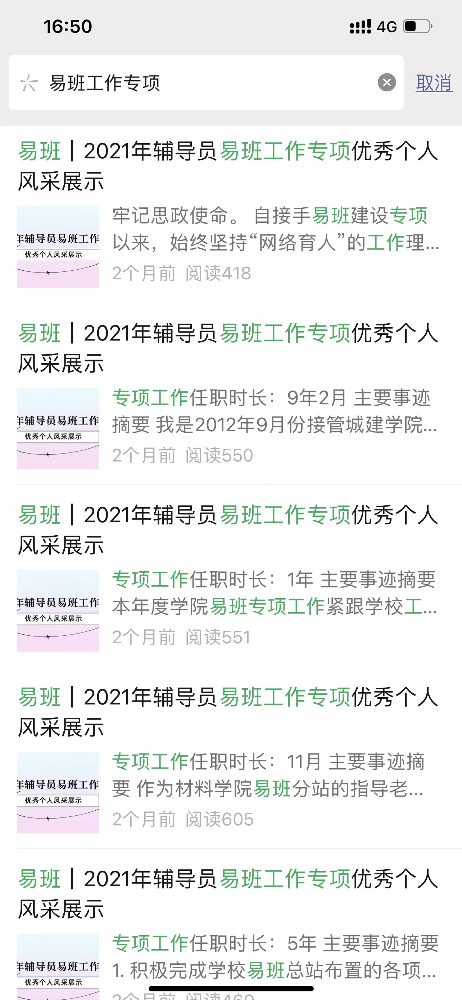 16:50
4G
易班工作专项
取消
易班｜2021年辅导员易班工作专项优秀个人
风采展示
年辅导员易班工作
优秀个人风采展示
牢记思政使命。 自接手易班建设专项
以来，始终坚持“网络育人”的工作理...
2个月前 阅读418
易班｜2021年辅导员易班工作专项优秀个人
风采展示
年辅导员易班工作
优秀个人风采展示
专项工作任职时长：9年2月 主要事迹
摘要 我是2012年9月份接管城建学院...
2个月前 阅读550
易班｜2021年辅导员易班工作专项优秀个人
风采展示
年辅导员易班工作
优秀个人风采展示
专项工作任职时长：1年 主要事迹摘要
本年度学院易班专项工作紧跟学校工...
2个月前 阅读551
易班｜2021年辅导员易班工作专项优秀个人
风采展示
年辅导员易班工作
优秀个人风采展示
专项工作任职时长：11月 主要事迹摘
要 作为材料学院易班分站的指导老...
2个月前 阅读605
易班｜2021年辅导员易班工作专项优秀个人
风采展示
年辅导员易班工作
优秀个人风采展示
专项工作任职时长：5年 主要事迹摘要
1. 积极完成学校易班总站布置的各项...
2个月前 阅读469